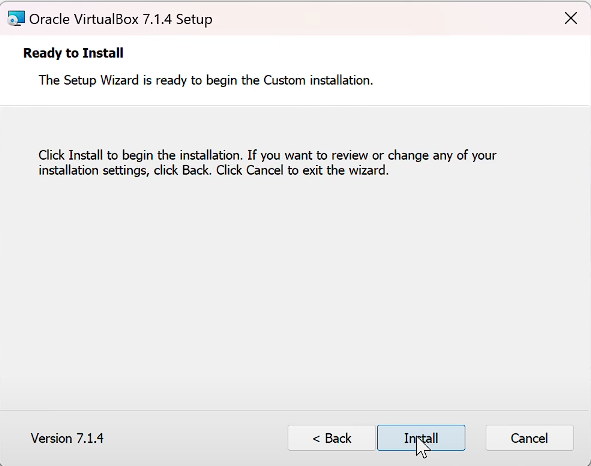 Oracle VirtualBox 7.1.4 Setup
Ready to Install
The Setup Wizard is ready to begin the Custom installation.
Click Install to begin the installation. If you want to review or change any of your
installation settings, click Back. Click Cancel to exit the wizard.
Version 7.1.4
< Back
Install
Cancel